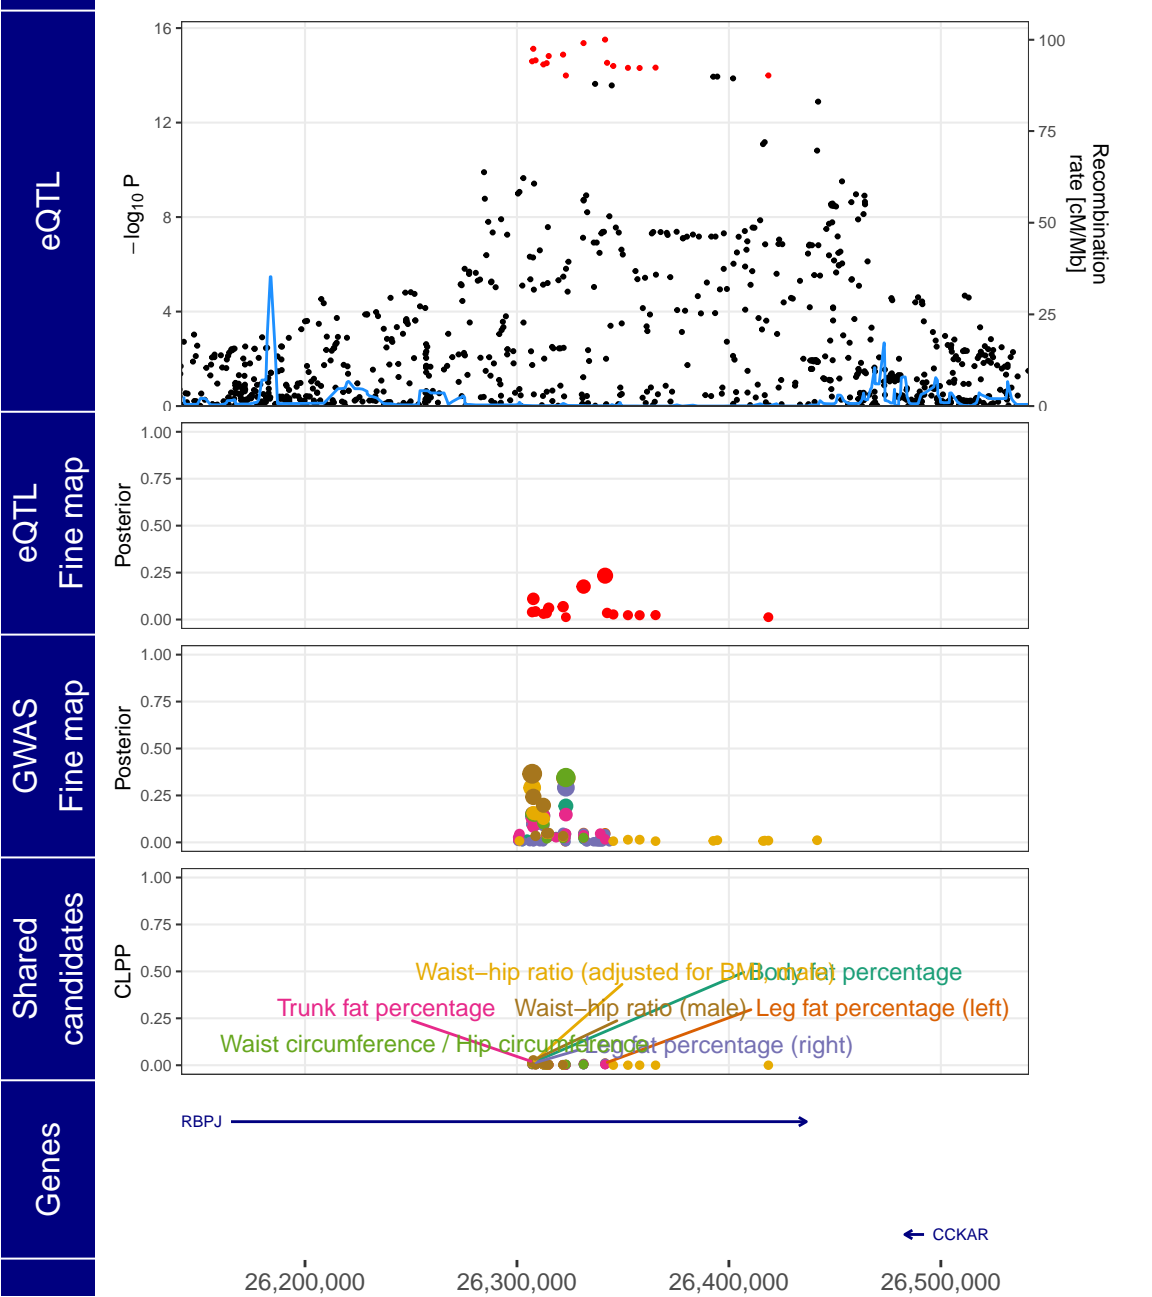 eQTL
−log10 P
16
12
8
4
0
100
75
50
25
0
Recombination
rate [cM/Mb]
eQTL
Fine map
Posterior
1.00
0.75
0.50
0.25
0.00
GWAS
Fine map
Posterior
1.00
0.75
0.50
0.25
0.00
Shared
candidates
CLPP
1.00
0.75
0.50
0.25
0.00
Waist−hip ratio (adjusted for BMI, male)
Body fat percentage
Trunk fat percentage
Waist−hip ratio (male)
Leg fat percentage (left)
Waist circumference / Hip circumference
Leg fat percentage (right)
Genes
RBPJ
CCKAR
26,200,000
26,300,000
26,400,000
26,500,000